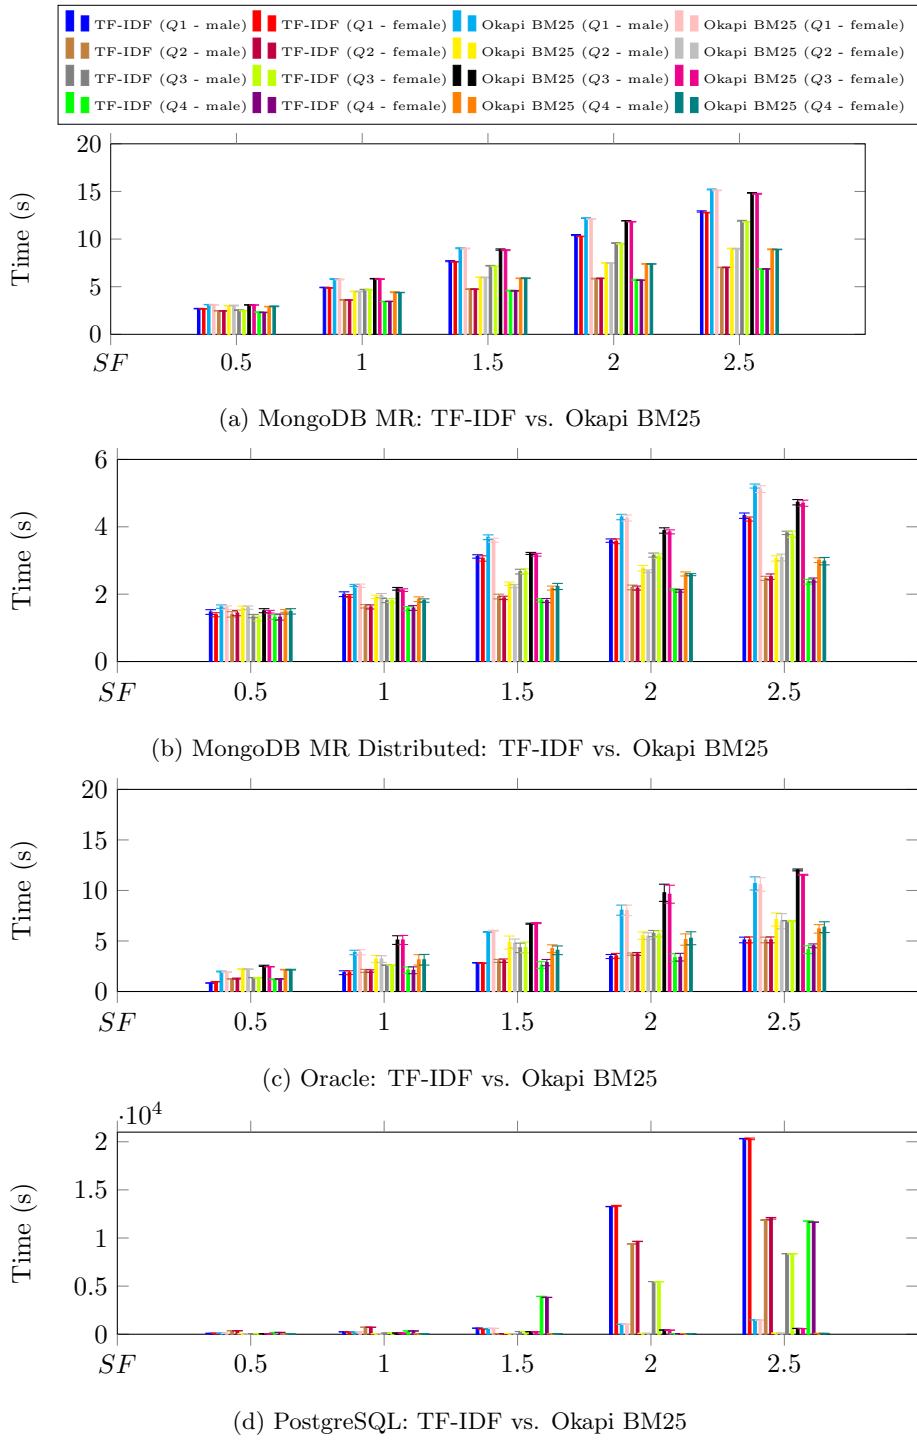 TF-IDF (Q1 - male) TF-IDF (Q1 - female) Okapi BM25 (Q1 - male) Okapi BM25 (Q1 - female)
TF-IDF (Q2 - male) TF-IDF (Q2 - female) Okapi BM25 (Q2 - male) Okapi BM25 (Q2 - female)
TF-IDF (Q3 - male) TF-IDF (Q3 - female) Okapi BM25 (Q3 - male) Okapi BM25 (Q3 - female)
TF-IDF (Q4 - male) TF-IDF (Q4 - female) Okapi BM25 (Q4 - male) Okapi BM25 (Q4 - female)
20
15
10
5
0
Time (s)
SF 0.5 1 1.5 2 2.5
(a) MongoDB MR: TF-IDF vs. Okapi BM25
6
4
2
0
Time (s)
SF 0.5 1 1.5 2 2.5
(b) MongoDB MR Distributed: TF-IDF vs. Okapi BM25
20
15
10
5
0
Time (s)
SF 0.5 1 1.5 2 2.5
(c) Oracle: TF-IDF vs. Okapi BM25
·10⁴
2
1.5
1
0.5
0
Time (s)
SF 0.5 1 1.5 2 2.5
(d) PostgreSQL: TF-IDF vs. Okapi BM25